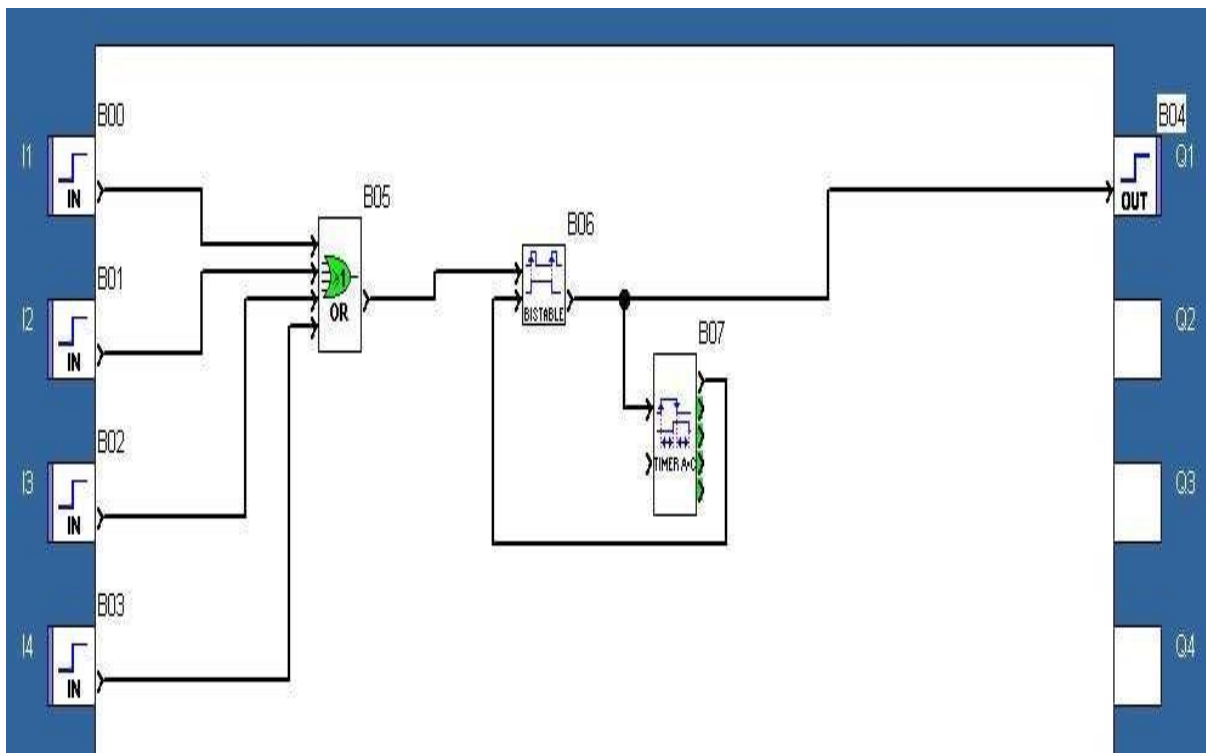 B00
I1
IN
B01
I2
IN
B02
I3
IN
B03
I4
IN
B05
1
OR
B06
BISTABLE
B07
TIMER A•C
B04
Q1
OUT
Q2
Q3
Q4